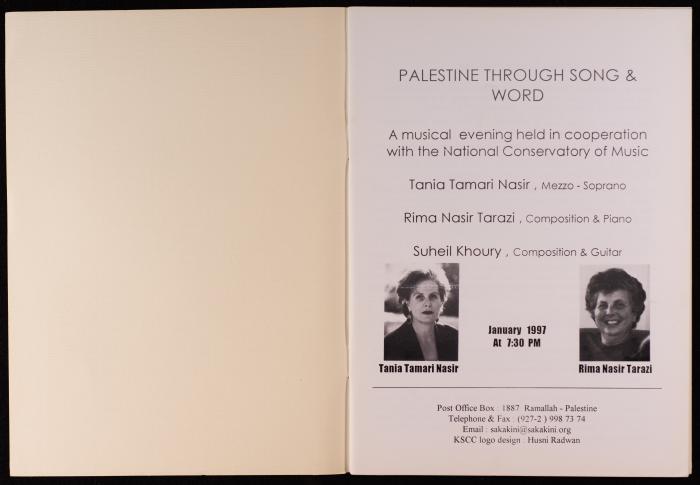 PALESTINE THROUGH SONG &
WORD
A musical evening held in cooperation
with the National Conservatory of Music
Tania Tamari Nasir , Mezzo - Soprano
Rima Nasir Tarazi , Composition & Piano
Suheil Khoury , Composition & Guitar
January 1997
At 7:30 PM
Tania Tamari Nasir
Rima Nasir Tarazi
Post Office Box : 1887 Ramallah - Palestine
Telephone & Fax : (927-2 ) 998 73 74
Email : sakakini@sakakini.org
KSCC logo design : Husni Radwan